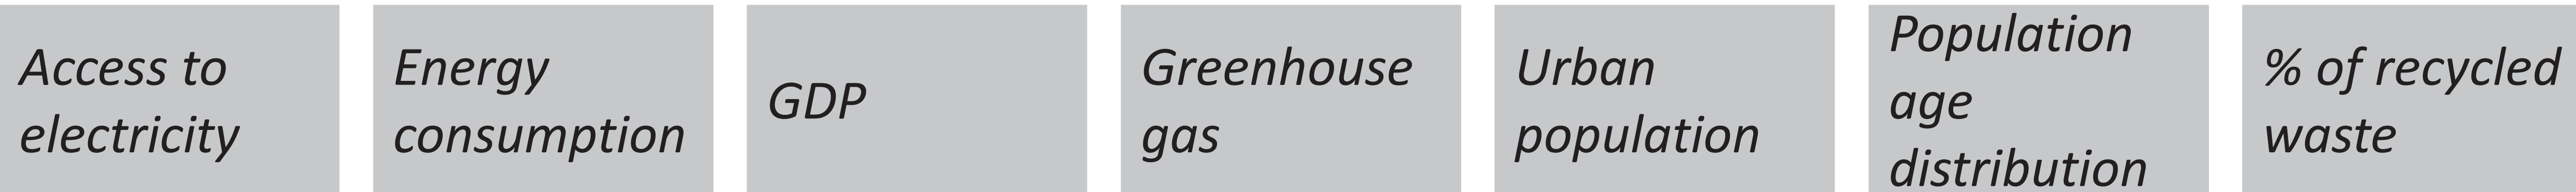 Access to
electricity
Energy
consumption
GDP
Greenhouse
gas
Urban
population
Population
age
distribution
% of recycled
waste